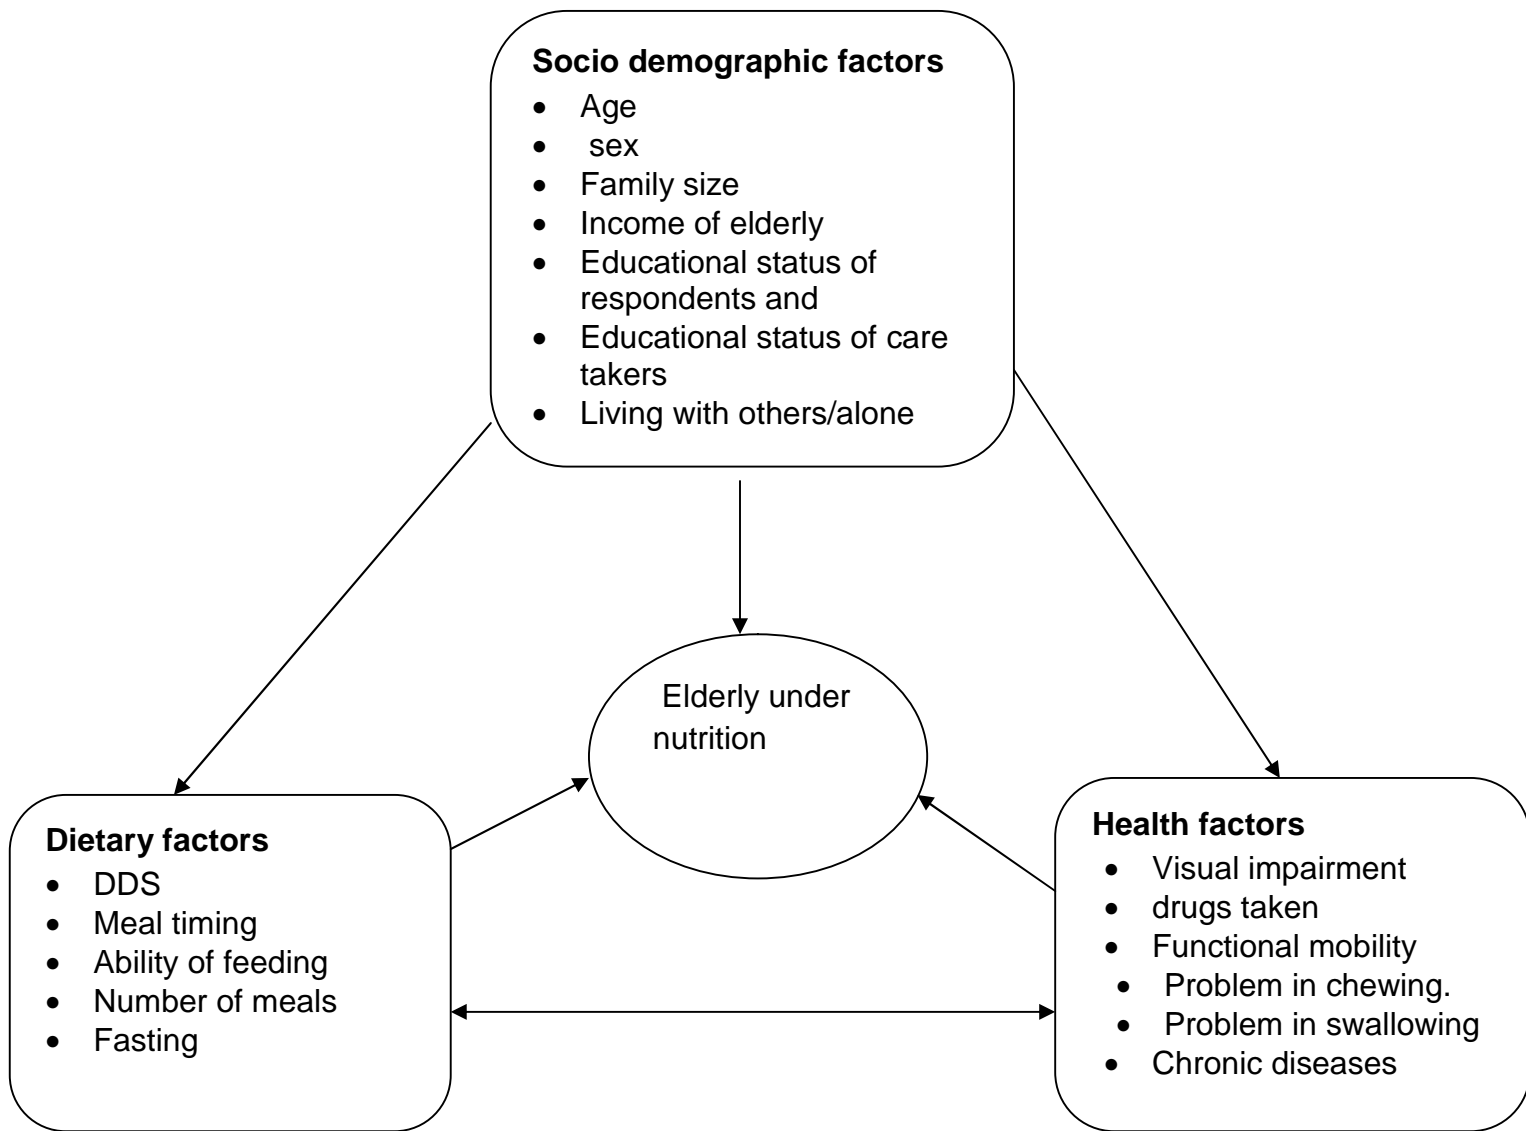 Socio demographic factors
• Age
• sex
• Family size
• Income of elderly
• Educational status of
respondents and
• Educational status of care
takers
• Living with others/alone
Elderly under
nutrition
Dietary factors
• DDS
• Meal timing
• Ability of feeding
• Number of meals
• Fasting
Health factors
• Visual impairment
• drugs taken
• Functional mobility
• Problem in chewing.
• Problem in swallowing
• Chronic diseases